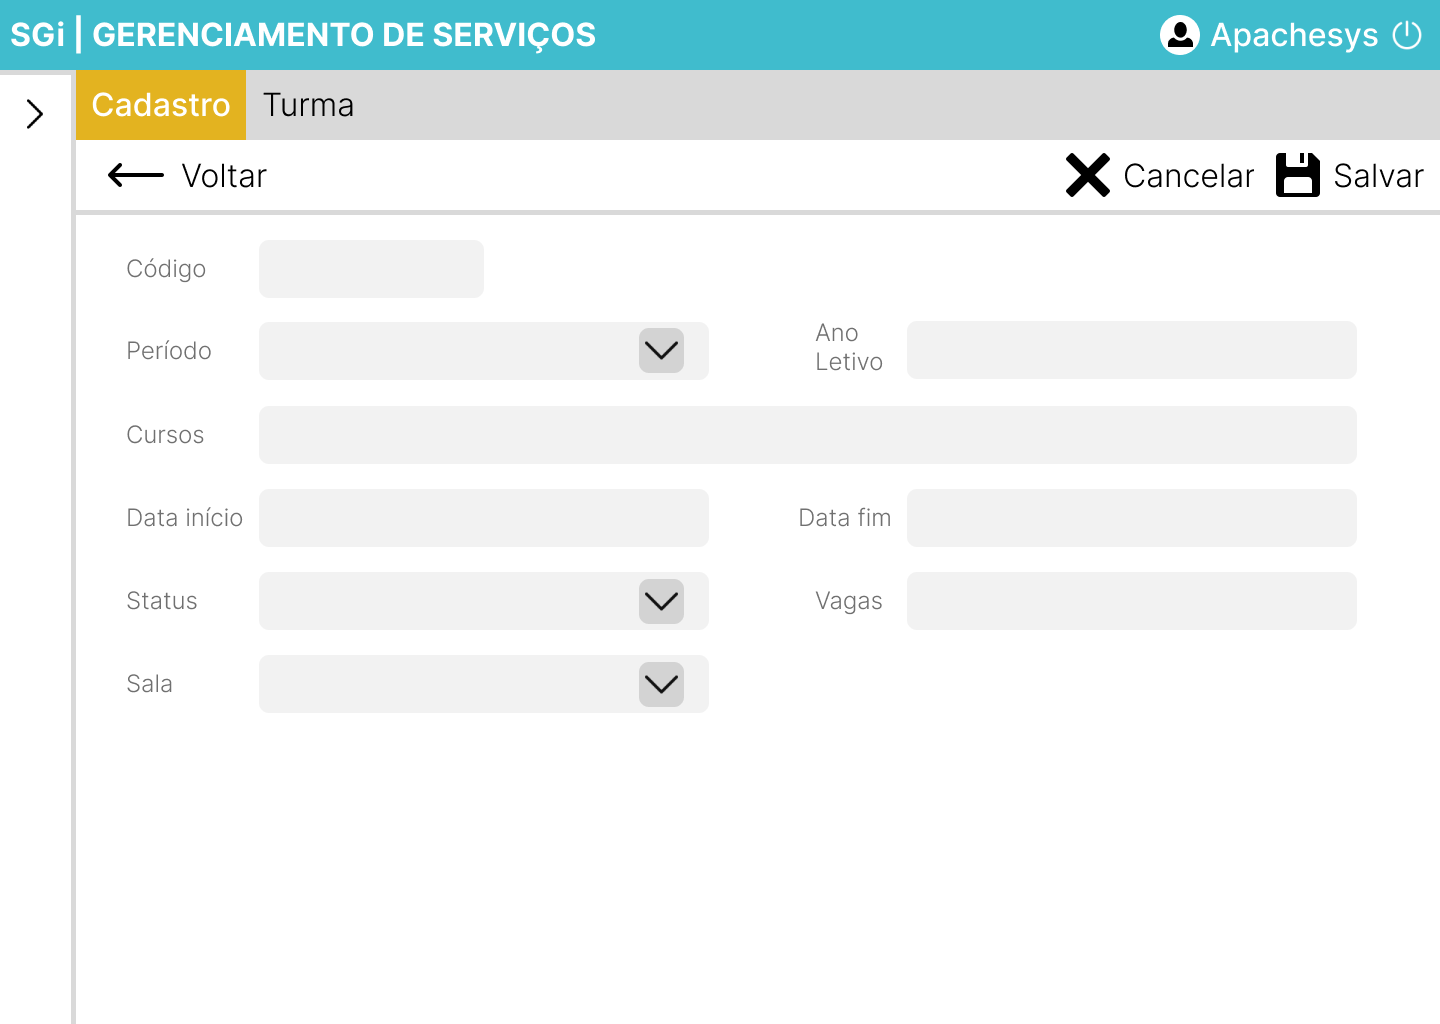 SGi | GERENCIAMENTO DE SERVIÇOS
Apachesys
Cadastro
Turma
Voltar
Cancelar
Salvar
Código
Período
Ano
Letivo
Cursos
Data início
Data fim
Status
Vagas
Sala